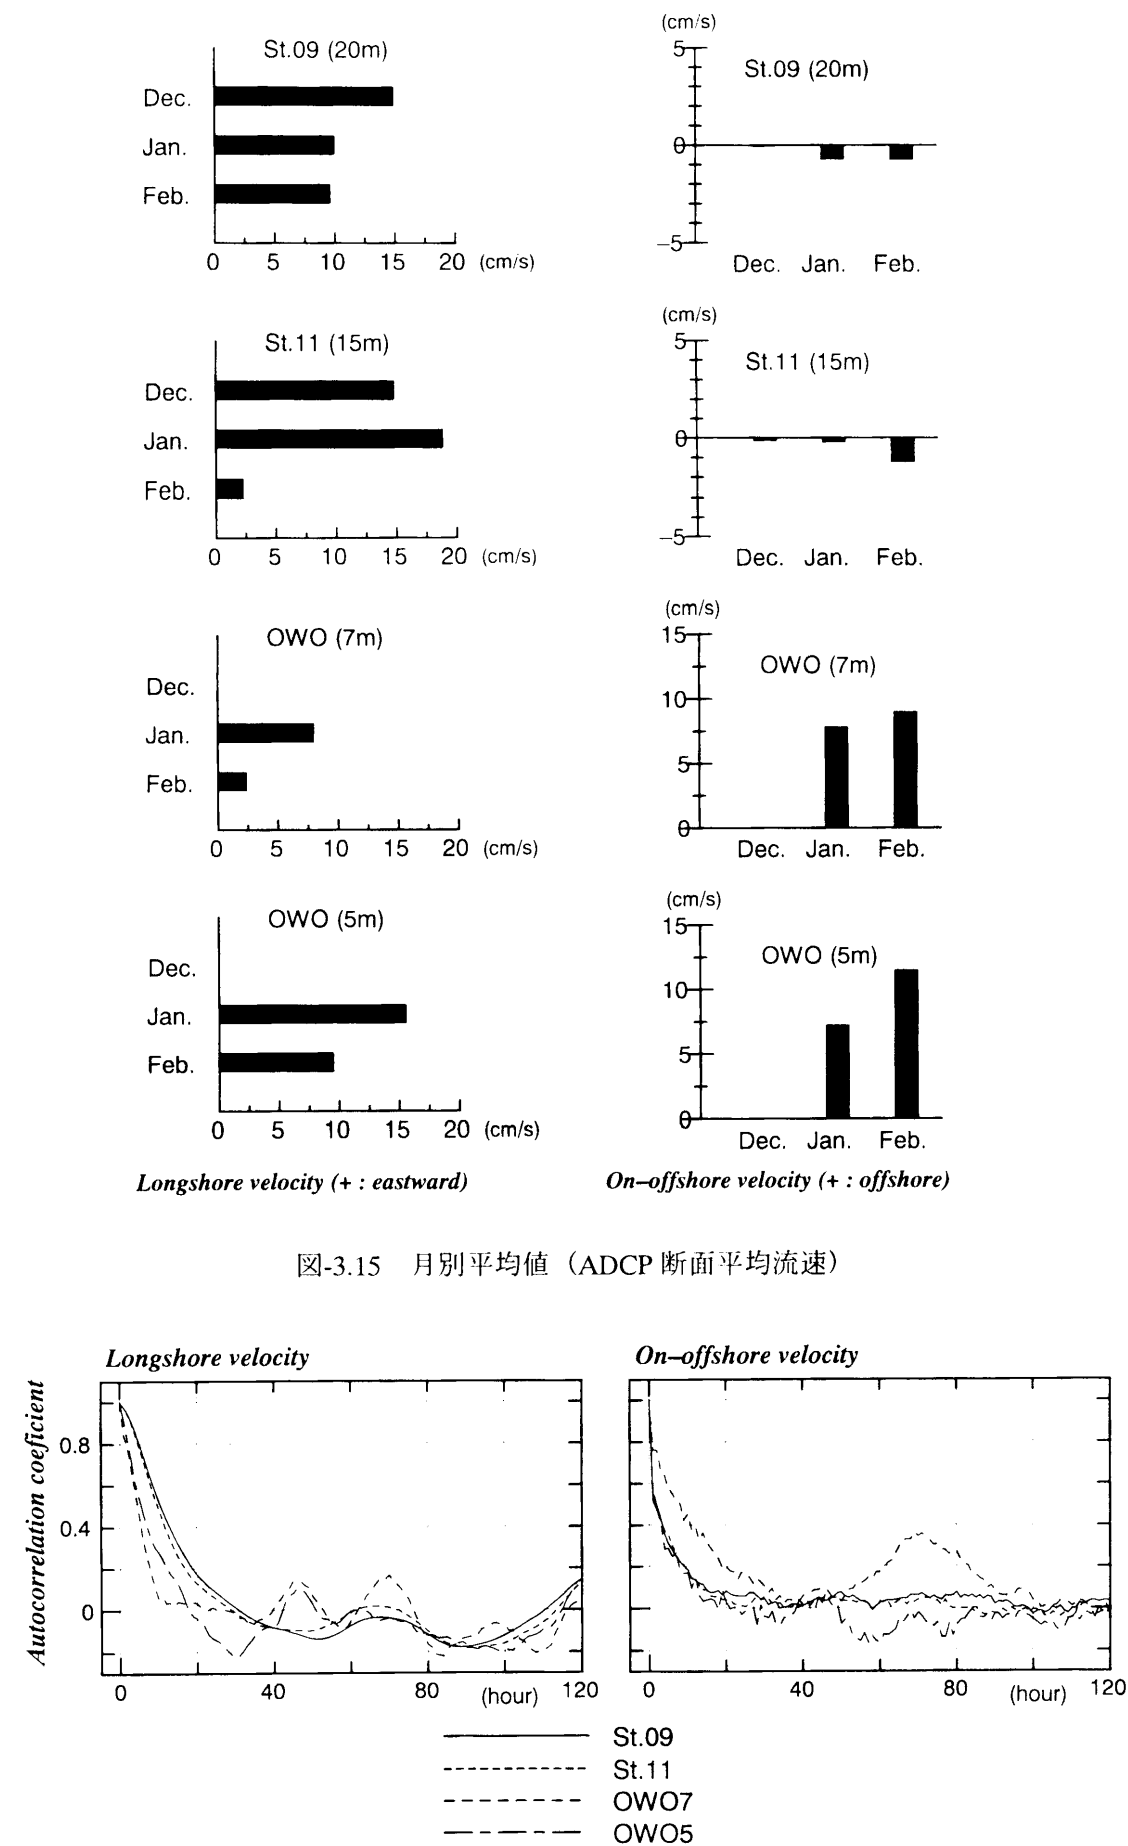 St.09 (20m)
Dec.
Jan.
Feb.
0 5 10 15 20 (cm/s)
(cm/s)
5
St.09 (20m)
0
−5
Dec. Jan. Feb.
St.11 (15m)
Dec.
Jan.
Feb.
0 5 10 15 20 (cm/s)
(cm/s)
5
St.11 (15m)
0
−5
Dec. Jan. Feb.
OWO (7m)
Dec.
Jan.
Feb.
0 5 10 15 20 (cm/s)
(cm/s)
15
OWO (7m)
10
5
0
Dec. Jan. Feb.
OWO (5m)
Dec.
Jan.
Feb.
0 5 10 15 20 (cm/s)
(cm/s)
15
OWO (5m)
10
5
0
Dec. Jan. Feb.
Longshore velocity (+ : eastward)
On–offshore velocity (+ : offshore)
図-3.15 月別平均値（ADCP 断面平均流速）
Longshore velocity
Autocorrelation coeficient
0.8
0.4
0
0 40 80 (hour) 120
On–offshore velocity
0 40 80 (hour) 120
St.09
St.11
OWO7
OWO5